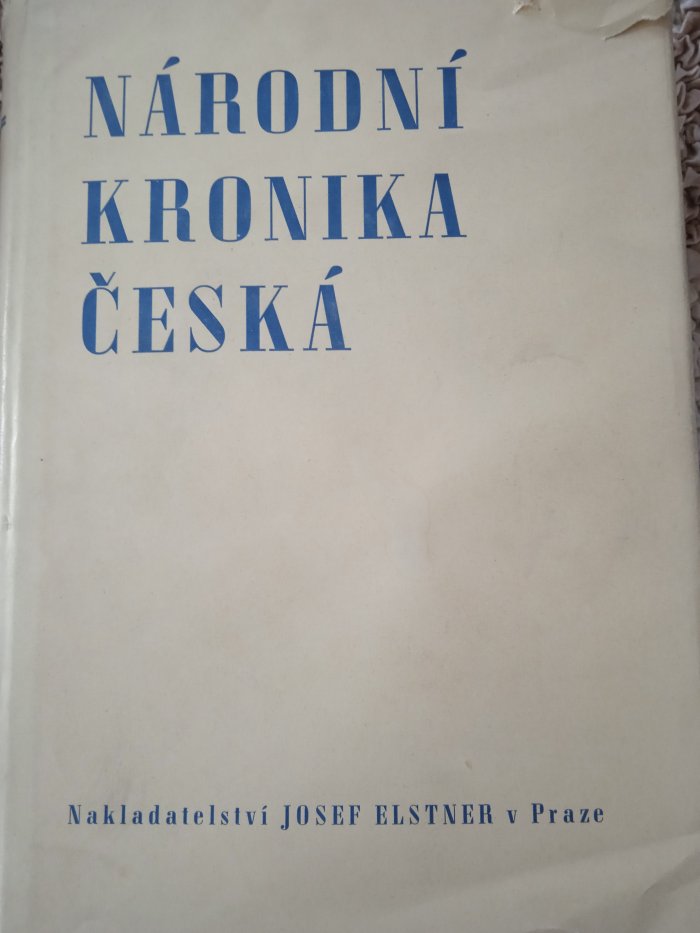 NÁRODNÍ
KRONIKA
ČESKÁ
Nakladatelství JOSEF ELSTNER v Praze